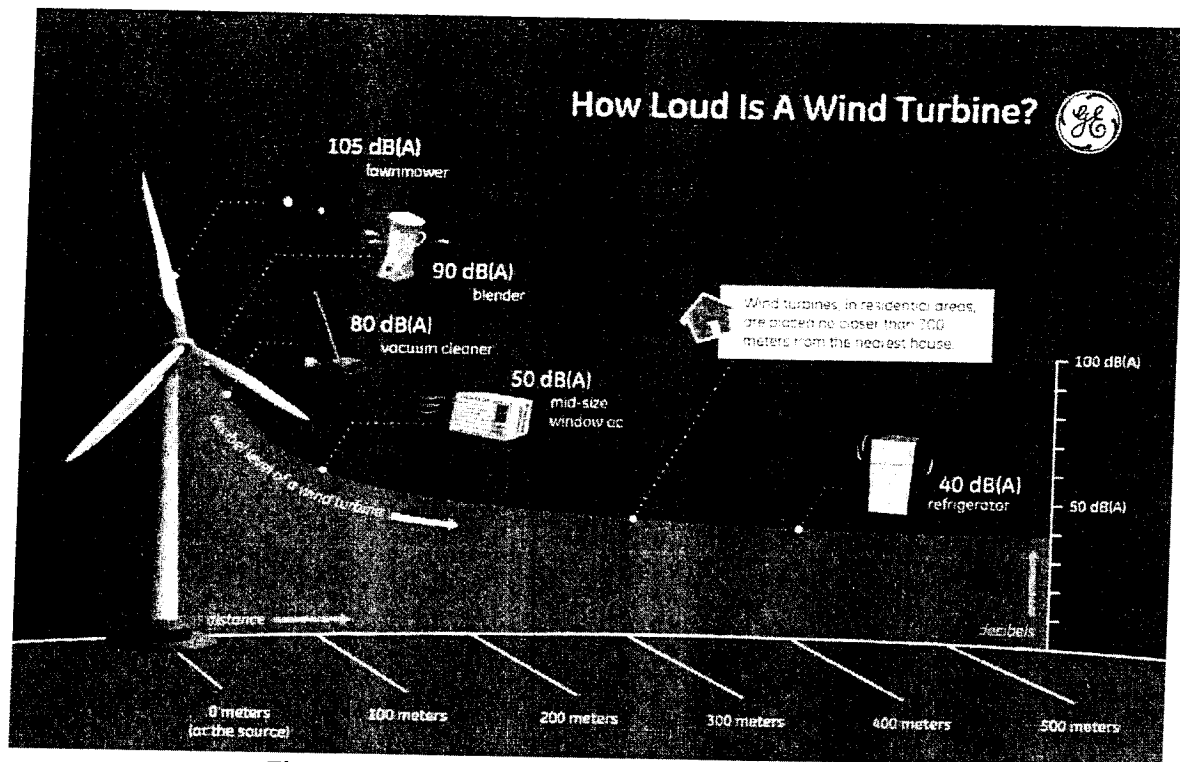 How Loud Is A Wind Turbine?
GE
105 dB(A)
lawnmower
90 dB(A)
blender
80 dB(A)
vacuum cleaner
50 dB(A)
mid-size
window ac
Wind turbines, in residential areas,
are placed no closer than 300
meters from the nearest house.
100 dB(A)
40 dB(A)
refrigerator
50 dB(A)
decibel level of a wind turbine
distance
decibels
0 meters
(at the source)
100 meters
200 meters
300 meters
400 meters
500 meters